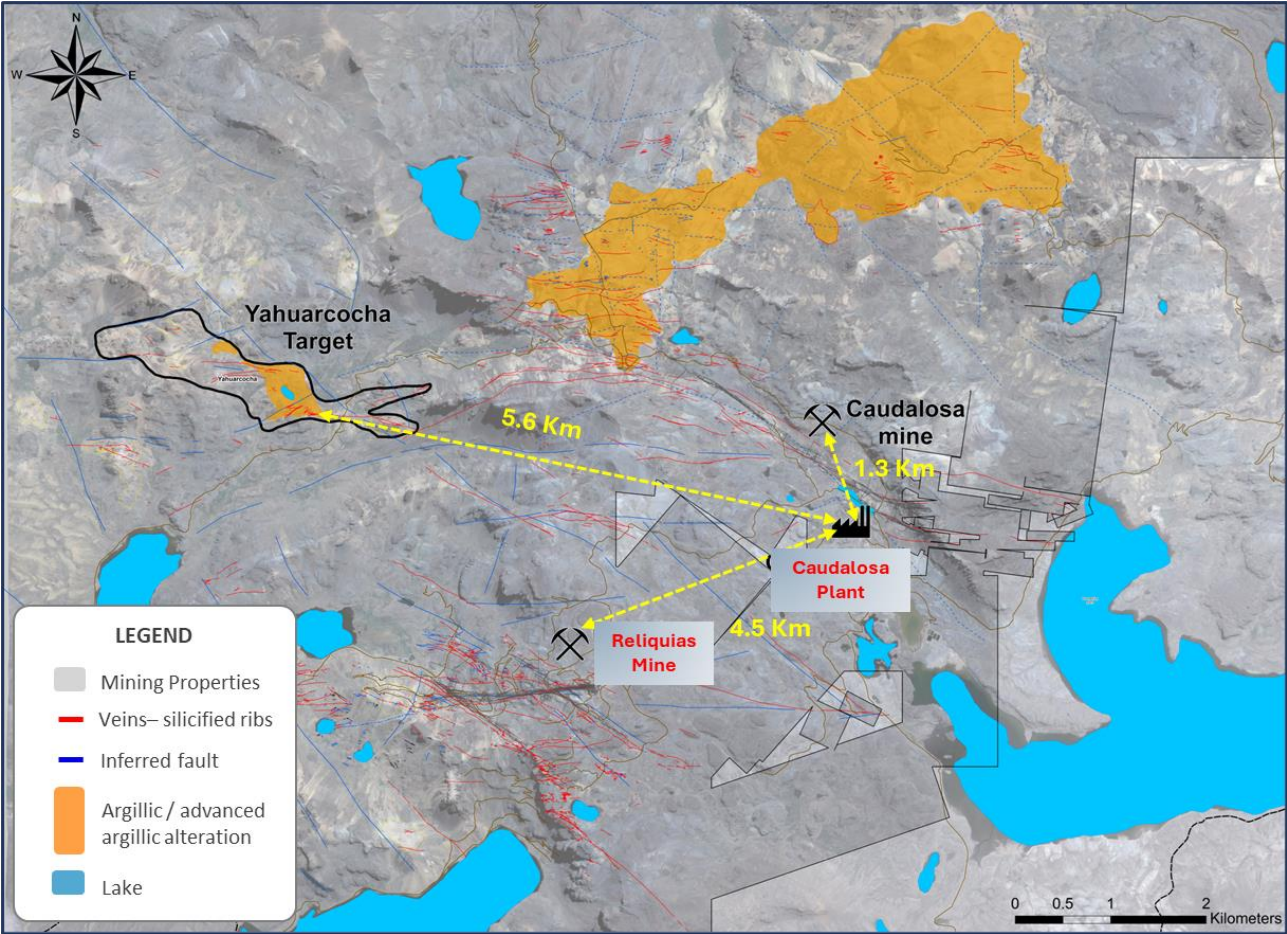 N
W
E
S
Yahuarcocha
Target
Yahuarcocha
5.6 Km
Caudalosa
mine
1.3 Km
Caudalosa
Plant
4.5 Km
Reliquias
Mine
LEGEND
Mining Properties
Veins– silicified ribs
Inferred fault
Argillic / advanced
argillic alteration
Lake
0 0.5 1 2
Kilometers